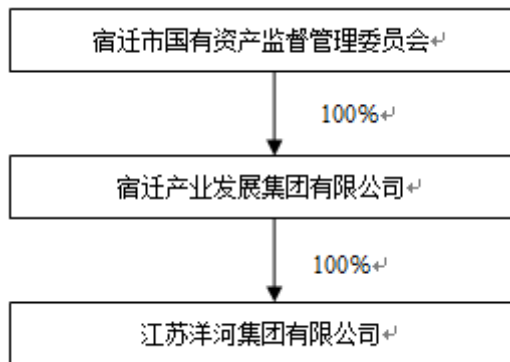 宿迁市国有资产监督管理委员会↵
100%↵
宿迁产业发展集团有限公司↵
100%↵
江苏洋河集团有限公司↵